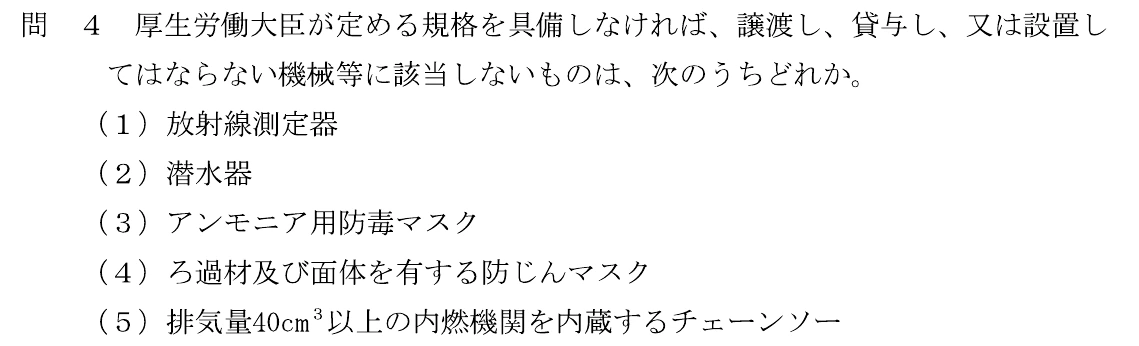 問　４　厚生労働大臣が定める規格を具備しなければ、譲渡し、貸与し、又は設置し
てはならない機械等に該当しないものは、次のうちどれか。
（１）放射線測定器
（２）潜水器
（３）アンモニア用防毒マスク
（４）ろ過材及び面体を有する防じんマスク
（５）排気量40cm³以上の内燃機関を内蔵するチェーンソー